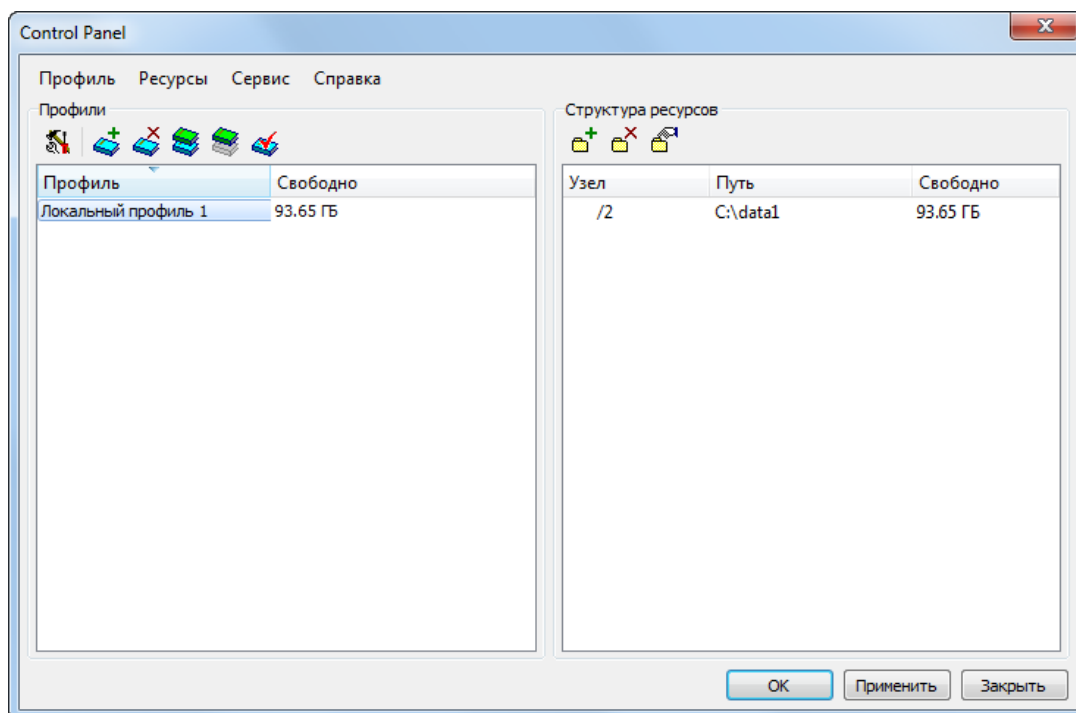 Control Panel
Профиль Ресурсы Сервис Справка
Профили
Профиль Свободно
Локальный профиль 1 93.65 ГБ
Структура ресурсов
Узел Путь Свободно
/2 C:\data1 93.65 ГБ
OK Применить Закрыть